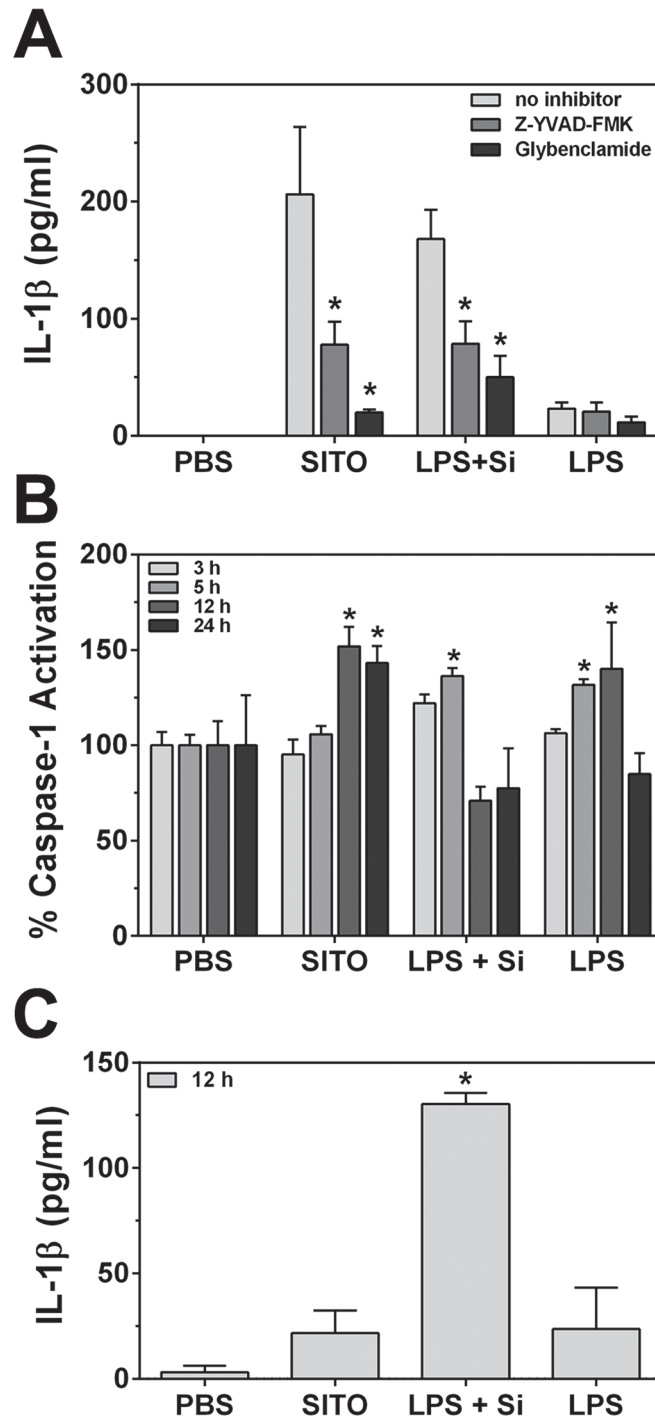 A
300
200
100
0
IL-1β (pg/ml)
no inhibitor
Z-YVAD-FMK
Glybenclamide
*
*
*
*
PBS SITO LPS+Si LPS
B
200
150
100
50
0
% Caspase-1 Activation
3 h
5 h
12 h
24 h
*
*
*
*
*
PBS SITO LPS + Si LPS
C
150
100
50
0
IL-1β (pg/ml)
12 h
*
PBS SITO LPS + Si LPS